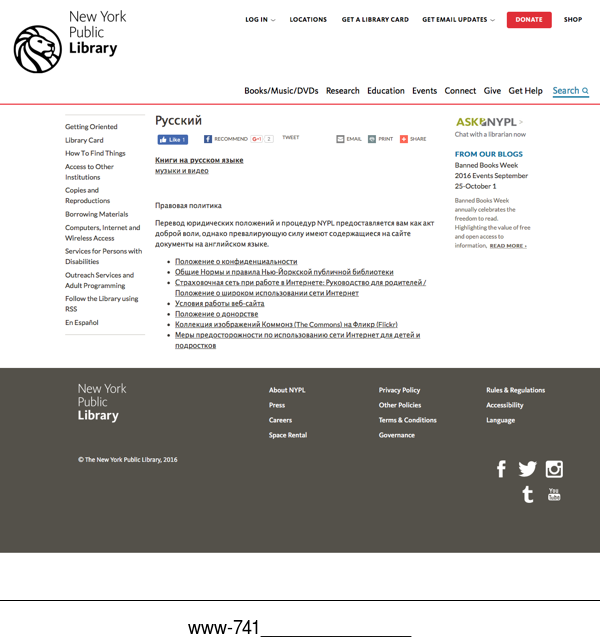 New York
Public
Library
LOG IN
LOCATIONS
GET A LIBRARY CARD
GET EMAIL UPDATES
DONATE
SHOP
Books/Music/DVDs
Research
Education
Events
Connect
Give
Get Help
Search
Getting Oriented
Library Card
How To Find Things
Access to Other
Institutions
Copies and
Reproductions
Borrowing Materials
Computers, Internet and
Wireless Access
Services for Persons with
Disabilities
Outreach Services and
Adult Programming
Follow the Library using
RSS
En Español
Русский
Like 1
RECOMMEND
G+1 2
TWEET
EMAIL
PRINT
SHARE
Книги на русском языке
музыки и видео
Правовая политика
Перевод юридических положений и процедур NYPL предоставляется вам как акт
доброй воли, однако превалирующую силу имеют содержащиеся на сайте
документы на английском языке.
• Положение о конфиденциальности
• Общие Нормы и правила Нью-Йоркской публичной библиотеки
• Страховочная сеть при работе в Интернете: Руководство для родителей /
Положение о широком использовании сети Интернет
• Условия работы веб-сайта
• Положение о донорстве
• Коллекция изображений Коммонз (The Commons) на Фликр (Flickr)
• Меры предосторожности по использованию сети Интернет для детей и
подростков
ASK NYPL >
Chat with a librarian now
FROM OUR BLOGS
Banned Books Week
2016 Events September
25-October 1
Banned Books Week
annually celebrates the
freedom to read.
Highlighting the value of free
and open access to
information. READ MORE ›
New York
Public
Library
© The New York Public Library, 2016
About NYPL
Press
Careers
Space Rental
Privacy Policy
Other Policies
Terms & Conditions
Governance
Rules & Regulations
Accessibility
Language
You
Tube
www-741